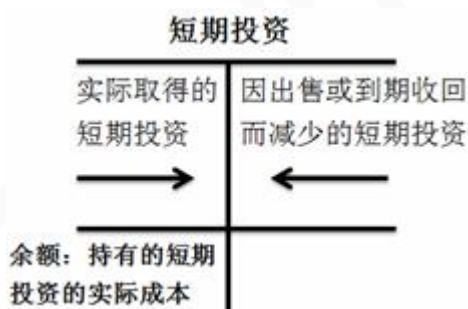 短期投资
实际取得的
短期投资
因出售或到期收回
而减少的短期投资
余额：持有的短期
投资的实际成本